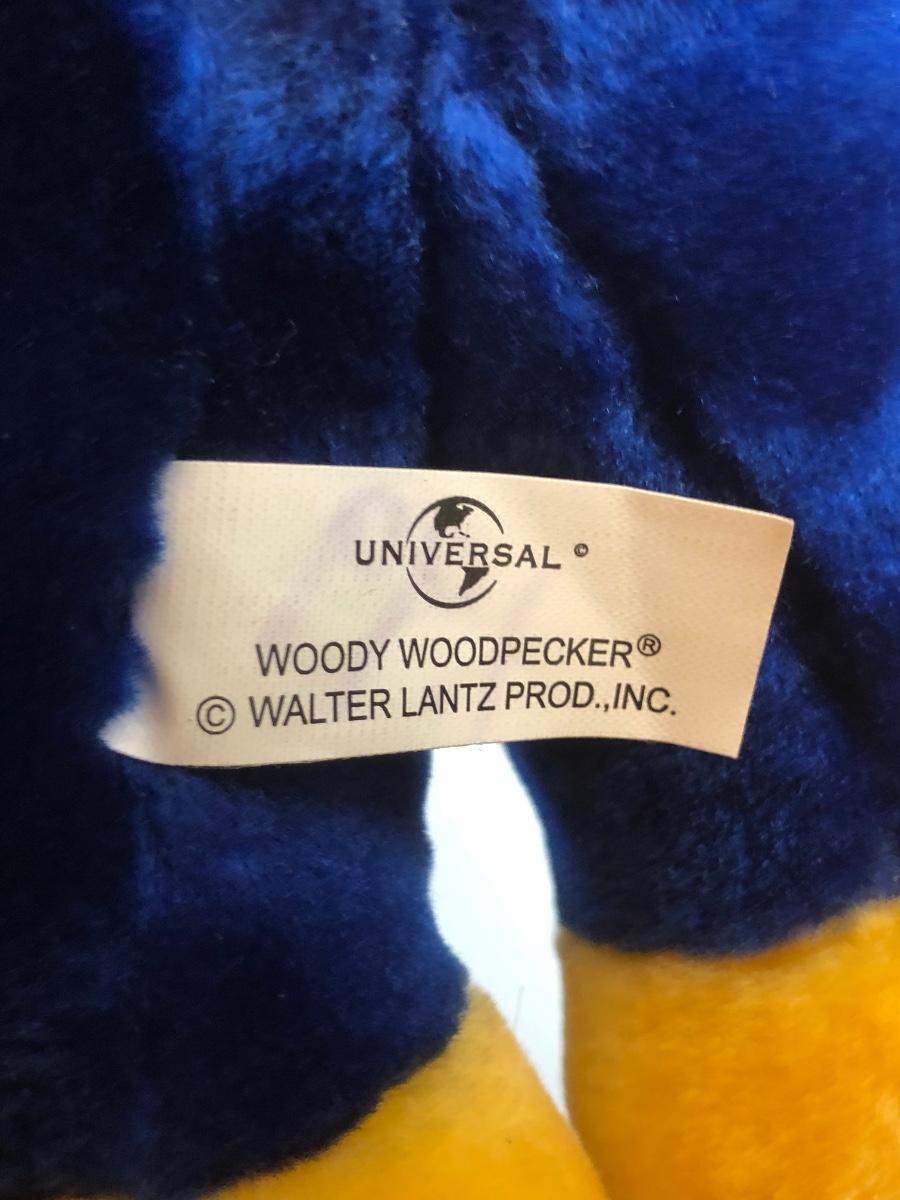 UNIVERSAL ©
WOODY WOODPECKER®
© WALTER LANTZ PROD.,INC.